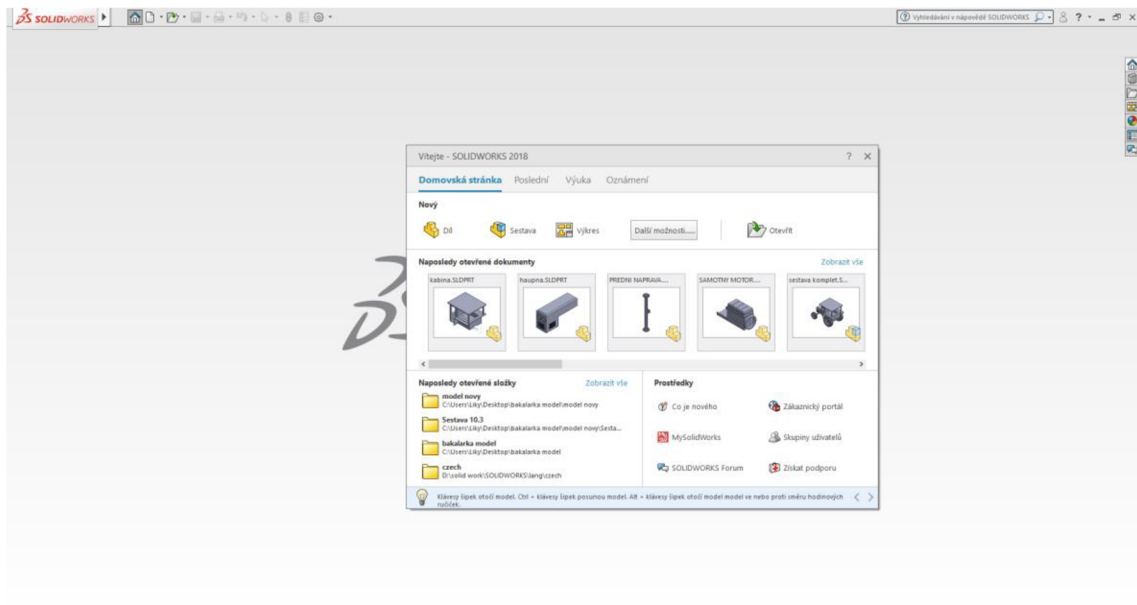 SOLIDWORKS
Vyhledávání v nápovědě SOLIDWORKS
Vítejte - SOLIDWORKS 2018
Domovská stránka Poslední Výuka Oznámení
Nový
Díl Sestava Výkres Další možnosti..... Otevřít
Naposledy otevřené dokumenty Zobrazit vše
kabina.SLDPRT haupna.SLDPRT PREDNI NAPRAVA.... SAMOTNY MOTOR.... sestava komplet.S...
Naposledy otevřené složky Zobrazit vše
model novy
C:\Users\Liky\Desktop\bakalarka model\model novy
Sestava 10.3
C:\Users\Liky\Desktop\bakalarka model\model novy\Sesta...
bakalarka model
C:\Users\Liky\Desktop\bakalarka model
czech
D:\solid work\SOLIDWORKS\lang\czech
Prostředky
Co je nového Zákaznický portál
MySolidWorks Skupiny uživatelů
SOLIDWORKS Forum Získat podporu
Klávesy šipek otočí model. Ctrl + klávesy šipek posunou model. Alt + klávesy šipek otočí model model ve nebo proti směru hodinových
ručiček.